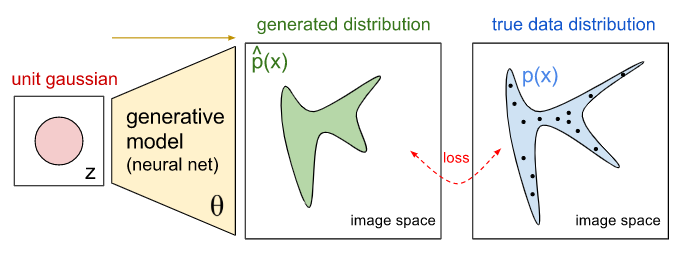 generated distribution
true data distribution
unit gaussian
p̂(x)
p(x)
generative
model
(neural net)
z
θ
loss
image space
image space